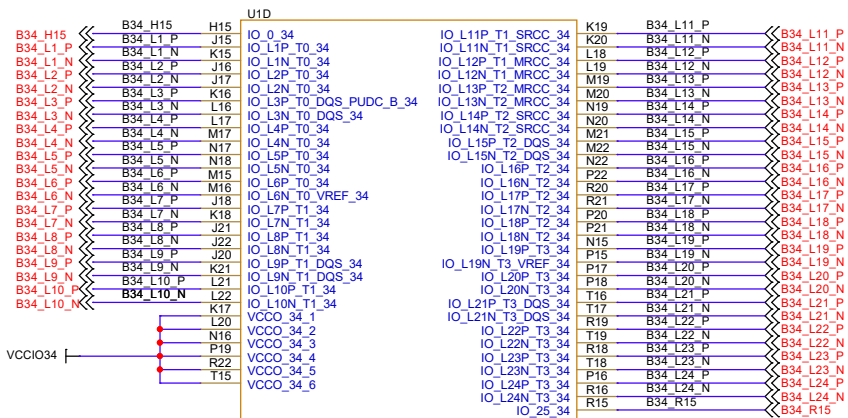 U1D
B34_H15 B34_H15 H15 IO_0_34 IO_L11P_T1_SRCC_34 K19 B34_L11_P B34_L11_P
B34_L1_P B34_L1_P J15 IO_L1P_T0_34 IO_L11N_T1_SRCC_34 K20 B34_L11_N B34_L11_N
B34_L1_N B34_L1_N K15 IO_L1N_T0_34 IO_L12P_T1_MRCC_34 L18 B34_L12_P B34_L12_P
B34_L2_P B34_L2_P J16 IO_L2P_T0_34 IO_L12N_T1_MRCC_34 L19 B34_L12_N B34_L12_N
B34_L2_N B34_L2_N J17 IO_L2N_T0_34 IO_L13P_T2_MRCC_34 M19 B34_L13_P B34_L13_P
B34_L3_P B34_L3_P K16 IO_L3P_T0_DQS_PUDC_B_34 IO_L13N_T2_MRCC_34 M20 B34_L13_N B34_L13_N
B34_L3_N B34_L3_N L16 IO_L3N_T0_DQS_34 IO_L14P_T2_SRCC_34 N19 B34_L14_P B34_L14_P
B34_L4_P B34_L4_P L17 IO_L4P_T0_34 IO_L14N_T2_SRCC_34 N20 B34_L14_N B34_L14_N
B34_L4_N B34_L4_N M17 IO_L4N_T0_34 IO_L15P_T2_DQS_34 M21 B34_L15_P B34_L15_P
B34_L5_P B34_L5_P N17 IO_L5P_T0_34 IO_L15N_T2_DQS_34 M22 B34_L15_N B34_L15_N
B34_L5_N B34_L5_N N18 IO_L5N_T0_34 IO_L16P_T2_34 N22 B34_L16_P B34_L16_P
B34_L6_P B34_L6_P M15 IO_L6P_T0_34 IO_L16N_T2_34 P22 B34_L16_N B34_L16_N
B34_L6_N B34_L6_N M16 IO_L6N_T0_VREF_34 IO_L17P_T2_34 R20 B34_L17_P B34_L17_P
B34_L7_P B34_L7_P J18 IO_L7P_T1_34 IO_L17N_T2_34 R21 B34_L17_N B34_L17_N
B34_L7_N B34_L7_N K18 IO_L7N_T1_34 IO_L18P_T2_34 P20 B34_L18_P B34_L18_P
B34_L8_P B34_L8_P J21 IO_L8P_T1_34 IO_L18N_T2_34 P21 B34_L18_N B34_L18_N
B34_L8_N B34_L8_N J22 IO_L8N_T1_34 IO_L19P_T3_34 N15 B34_L19_P B34_L19_P
B34_L9_P B34_L9_P J20 IO_L9P_T1_DQS_34 IO_L19N_T3_VREF_34 P15 B34_L19_N B34_L19_N
B34_L9_N B34_L9_N K21 IO_L9N_T1_DQS_34 IO_L20P_T3_34 P17 B34_L20_P B34_L20_P
B34_L10_P B34_L10_P L21 IO_L10P_T1_34 IO_L20N_T3_34 P18 B34_L20_N B34_L20_N
B34_L10_N B34_L10_N L22 IO_L10N_T1_34 IO_L21P_T3_DQS_34 T16 B34_L21_P B34_L21_P
K17 VCCO_34_1 IO_L21N_T3_DQS_34 T17 B34_L21_N B34_L21_N
L20 VCCO_34_2 IO_L22P_T3_34 R19 B34_L22_P B34_L22_P
N16 VCCO_34_3 IO_L22N_T3_34 T19 B34_L22_N B34_L22_N
VCCIO34 P19 VCCO_34_4 IO_L23P_T3_34 R18 B34_L23_P B34_L23_P
R22 VCCO_34_5 IO_L23N_T3_34 T18 B34_L23_N B34_L23_N
T15 VCCO_34_6 IO_L24P_T3_34 P16 B34_L24_P B34_L24_P
IO_L24N_T3_34 R16 B34_L24_N B34_L24_N
IO_25_34 R15 B34_R15 B34_R15